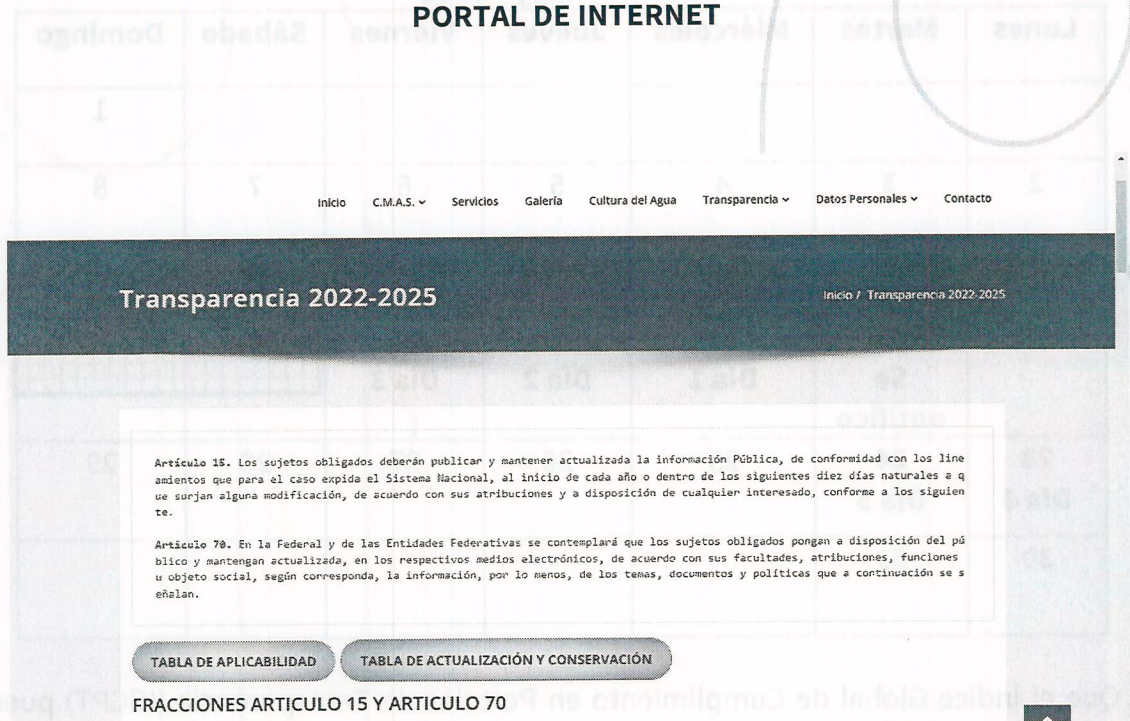 PORTAL DE INTERNET
Inicio C.M.A.S. Servicios Galería Cultura del Agua Transparencia Datos Personales Contacto
Transparencia 2022-2025
Inicio / Transparencia 2022-2025
Artículo 15. Los sujetos obligados deberán publicar y mantener actualizada la información Pública, de conformidad con los line
amientos que para el caso expida el Sistema Nacional, al inicio de cada año o dentro de los siguientes diez días naturales a q
ue surjan alguna modificación, de acuerdo con sus atribuciones y a disposición de cualquier interesado, conforme a los siguien
te.
Artículo 70. En la Federal y de las Entidades Federativas se contemplará que los sujetos obligados pongan a disposición del pú
blico y mantengan actualizada, en los respectivos medios electrónicos, de acuerdo con sus facultades, atribuciones, funciones
u objeto social, según corresponda, la información, por lo menos, de los temas, documentos y políticas que a continuación se s
eñalan.
TABLA DE APLICABILIDAD TABLA DE ACTUALIZACIÓN Y CONSERVACIÓN
FRACCIONES ARTICULO 15 Y ARTICULO 70